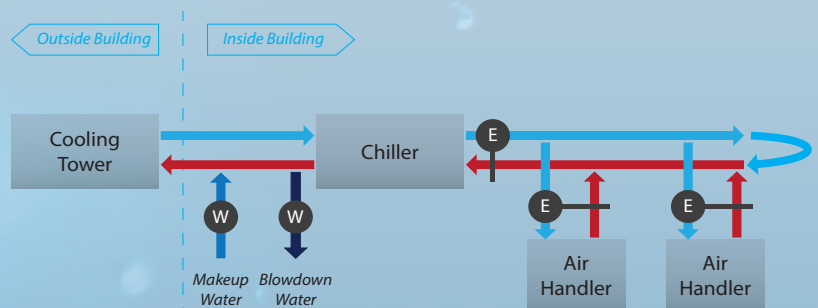 Outside Building
Inside Building
Cooling
Tower
Chiller
E
W
W
E
E
Makeup
Water
Blowdown
Water
Air
Handler
Air
Handler